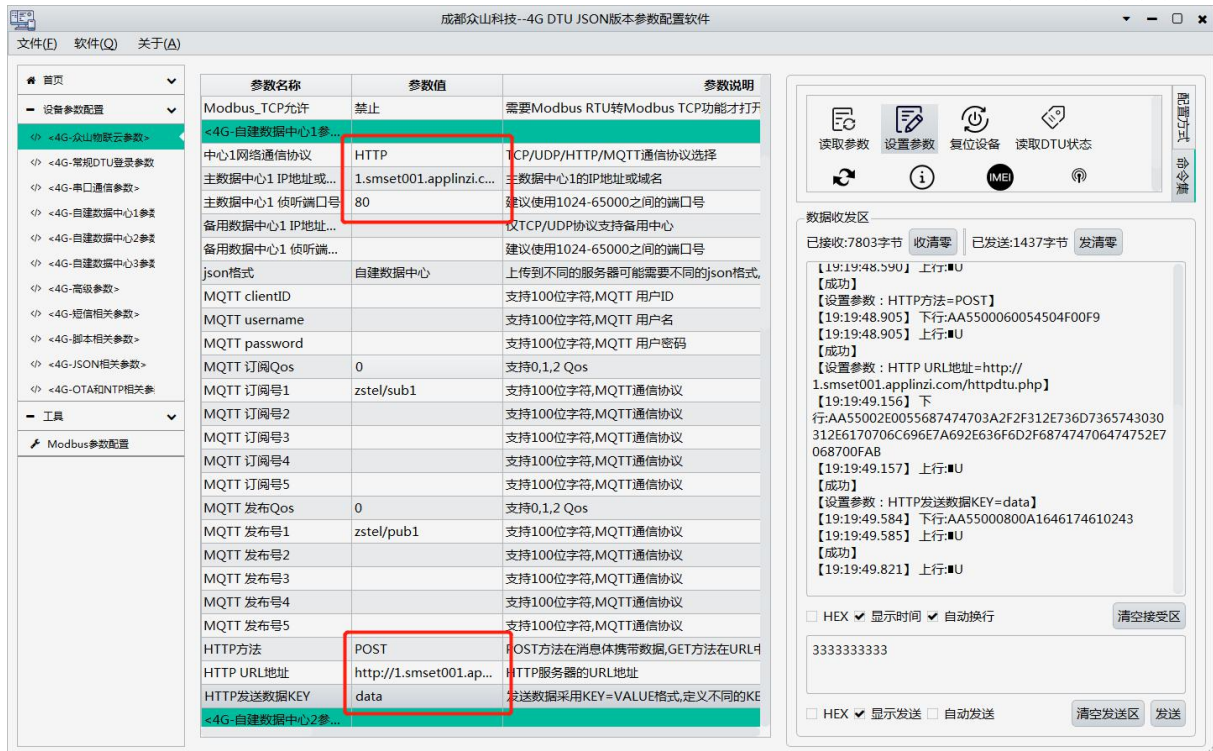 成都众山科技--4G DTU JSON版本参数配置软件
文件(F) 软件(Q) 关于(A)
首页
设备参数配置
<4G-众山物联云参数>
<4G-常规DTU登录参数
<4G-串口通信参数>
<4G-自建数据中心1参
<4G-自建数据中心2参
<4G-自建数据中心3参
<4G-高级参数>
<4G-短信相关参数>
<4G-脚本相关参数>
<4G-JSON相关参数>
<4G-OTA和NTP相关参
工具
Modbus参数配置
参数名称 参数值 参数说明
Modbus_TCP允许 禁止 需要Modbus RTU转Modbus TCP功能才打开
<4G-自建数据中心1参...
中心1网络通信协议 HTTP TCP/UDP/HTTP/MQTT通信协议选择
主数据中心1 IP地址或... 1.smset001.applinzi.c... 主数据中心1的IP地址或域名
主数据中心1 侦听端口号 80 建议使用1024-65000之间的端口号
备用数据中心1 IP地址... 仅TCP/UDP协议支持备用中心
备用数据中心1 侦听端... 建议使用1024-65000之间的端口号
json格式 自建数据中心 上传到不同的服务器可能需要不同的json格式,
MQTT clientID 支持100位字符,MQTT 用户ID
MQTT username 支持100位字符,MQTT 用户名
MQTT password 支持100位字符,MQTT 用户密码
MQTT 订阅Qos 0 支持0,1,2 Qos
MQTT 订阅号1 zstel/sub1 支持100位字符,MQTT通信协议
MQTT 订阅号2 支持100位字符,MQTT通信协议
MQTT 订阅号3 支持100位字符,MQTT通信协议
MQTT 订阅号4 支持100位字符,MQTT通信协议
MQTT 订阅号5 支持100位字符,MQTT通信协议
MQTT 发布Qos 0 支持0,1,2 Qos
MQTT 发布号1 zstel/pub1 支持100位字符,MQTT通信协议
MQTT 发布号2 支持100位字符,MQTT通信协议
MQTT 发布号3 支持100位字符,MQTT通信协议
MQTT 发布号4 支持100位字符,MQTT通信协议
MQTT 发布号5 支持100位字符,MQTT通信协议
HTTP方法 POST POST方法在消息体携带数据,GET方法在URL中
HTTP URL地址 http://1.smset001.ap... HTTP服务器的URL地址
HTTP发送数据KEY data 发送数据采用KEY=VALUE格式,定义不同的KE
<4G-自建数据中心2参...
读取参数 设置参数 复位设备 读取DTU状态
IMEI
配置方式
命令集
数据收发区
已接收:7803字节 收清零 已发送:1437字节 发清零
【19:19:48.590】上行:■U
【成功】
【设置参数：HTTP方法=POST】
【19:19:48.905】下行:AA5500060054504F00F9
【19:19:48.905】上行:■U
【成功】
【设置参数：HTTP URL地址=http://
1.smset001.applinzi.com/httpdtu.php】
【19:19:49.156】下
行:AA55002E0055687474703A2F2F312E736D7365743030
312E6170706C696E7A692E636F6D2F687474706474752E7
068700FAB
【19:19:49.157】上行:■U
【成功】
【设置参数：HTTP发送数据KEY=data】
【19:19:49.584】下行:AA55000800A1646174610243
【19:19:49.585】上行:■U
【成功】
【19:19:49.821】上行:■U
HEX 显示时间 自动换行 清空接受区
3333333333
HEX 显示发送 自动发送 清空发送区 发送